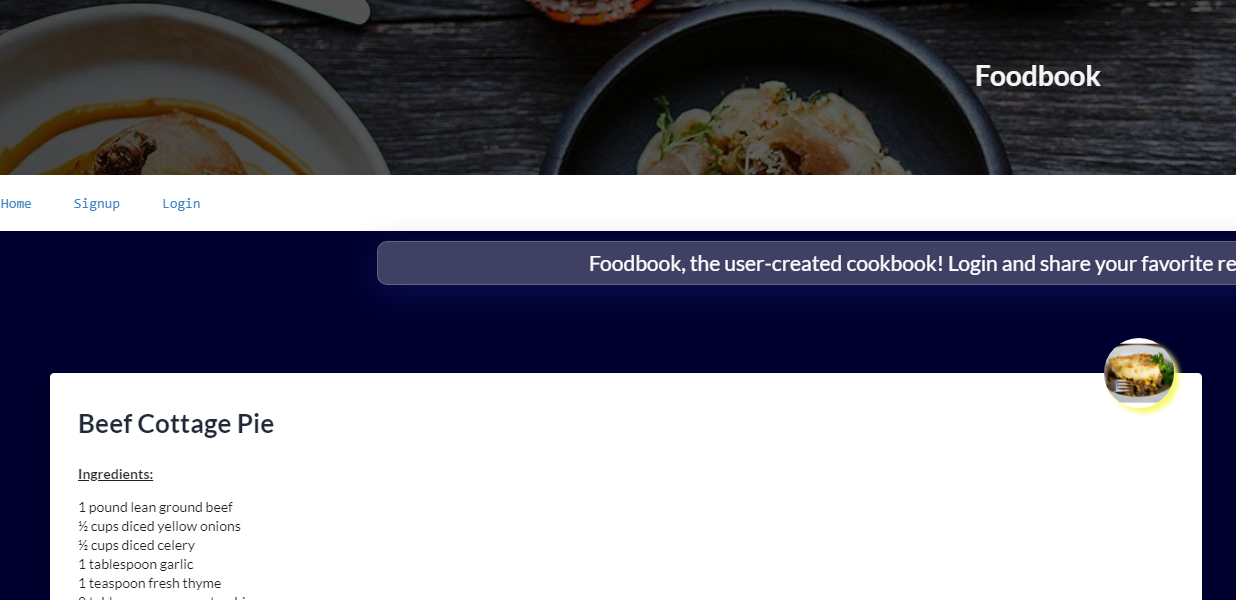 Foodbook
Home Signup Login
Foodbook, the user-created cookbook! Login and share your favorite re
Beef Cottage Pie
Ingredients:
1 pound lean ground beef
½ cups diced yellow onions
½ cups diced celery
1 tablespoon garlic
1 teaspoon fresh thyme